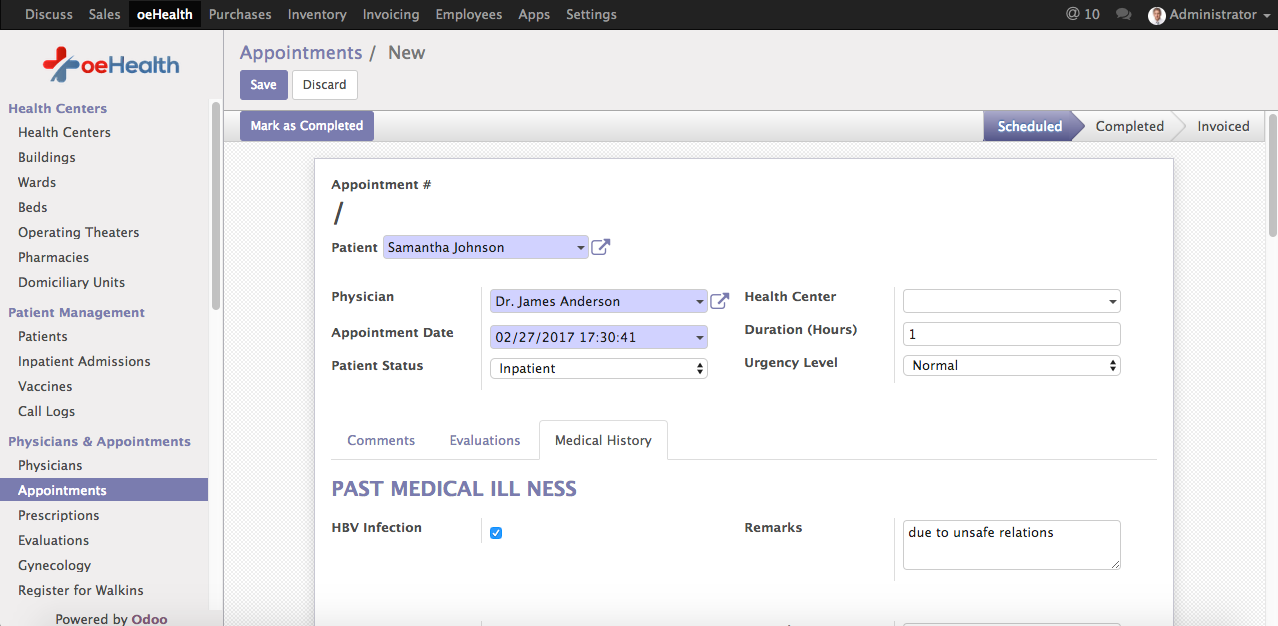 Discuss Sales oeHealth Purchases Inventory Invoicing Employees Apps Settings @ 10 Administrator
oeHealth
Appointments / New
Save Discard
Health Centers
Health Centers
Buildings
Wards
Beds
Operating Theaters
Pharmacies
Domiciliary Units
Patient Management
Patients
Inpatient Admissions
Vaccines
Call Logs
Physicians & Appointments
Physicians
Appointments
Prescriptions
Evaluations
Gynecology
Register for Walkins
Powered by Odoo
Mark as Completed Scheduled Completed Invoiced
Appointment #
/
Patient Samantha Johnson
Physician Dr. James Anderson Health Center
Appointment Date 02/27/2017 17:30:41 Duration (Hours) 1
Patient Status Inpatient Urgency Level Normal
Comments Evaluations Medical History
PAST MEDICAL ILL NESS
HBV Infection Remarks due to unsafe relations